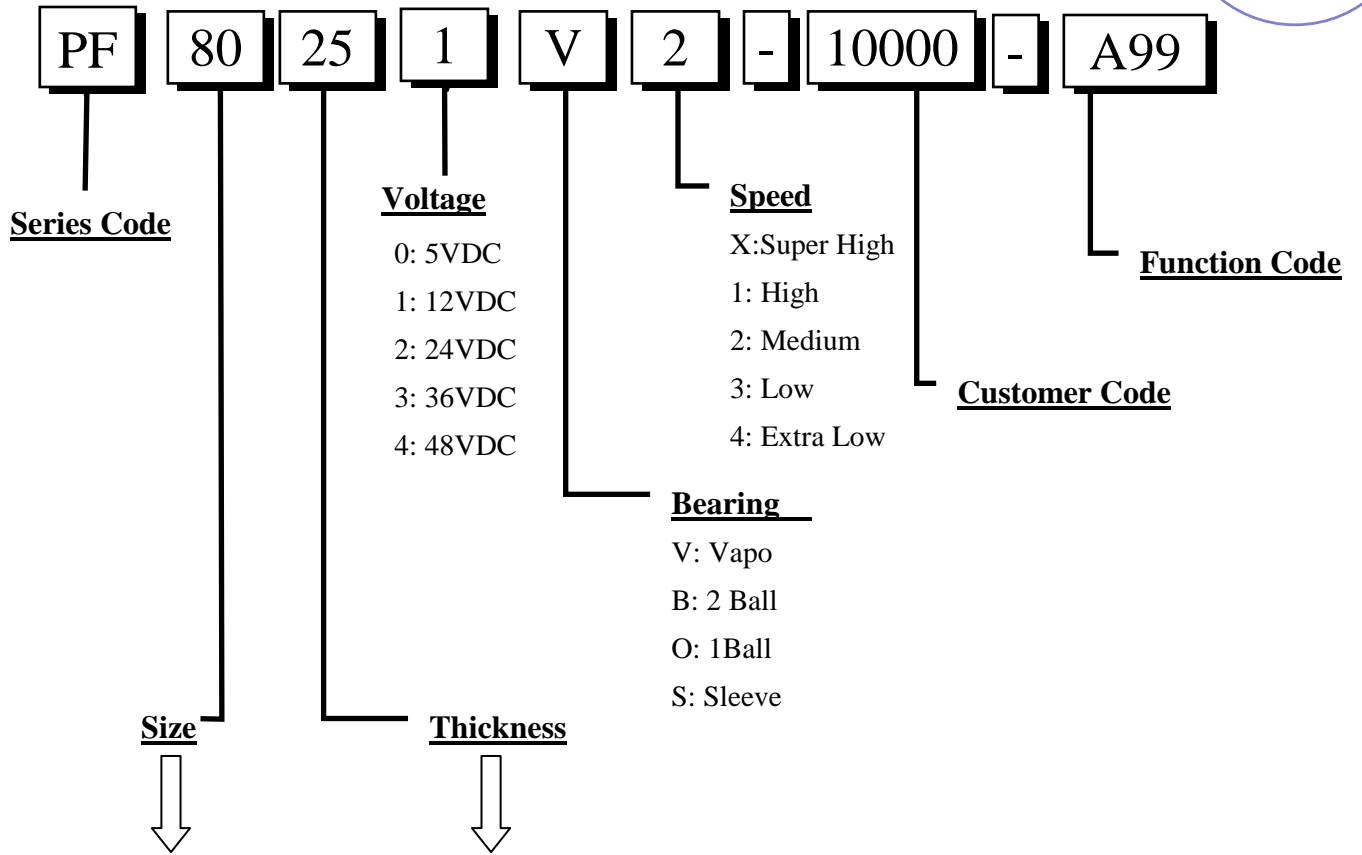 PF 80 25 1 V 2 - 10000 - A99
Series Code
Voltage
0: 5VDC
1: 12VDC
2: 24VDC
3: 36VDC
4: 48VDC
Speed
X:Super High
1: High
2: Medium
3: Low
4: Extra Low
Function Code
Customer Code
Bearing
V: Vapo
B: 2 Ball
O: 1Ball
S: Sleeve
Size
Thickness